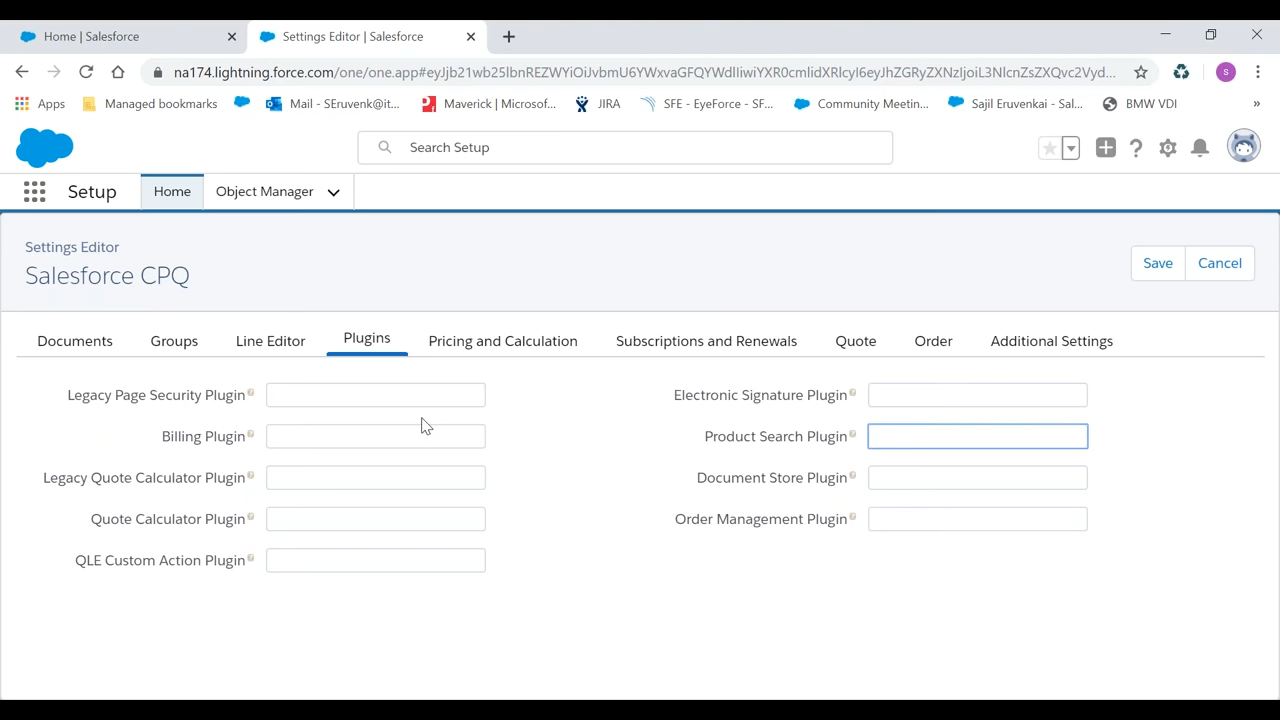 Home | Salesforce
Settings Editor | Salesforce
na174.lightning.force.com/one/one.app#
Apps
Managed bookmarks
Mail - SEruvenk@it...
Maverick | Microsof...
JIRA
SFE - EyeForce - SF...
Community Meetin...
Sajil Eruvenkai - Sal...
BMW VDI
Search Setup
Setup
Home
Object Manager
Settings Editor
Salesforce CPQ
Save
Cancel
Documents
Groups
Line Editor
Plugins
Pricing and Calculation
Subscriptions and Renewals
Quote
Order
Additional Settings
Legacy Page Security Plugin
Electronic Signature Plugin
Billing Plugin
Product Search Plugin
Legacy Quote Calculator Plugin
Document Store Plugin
Quote Calculator Plugin
Order Management Plugin
QLE Custom Action Plugin